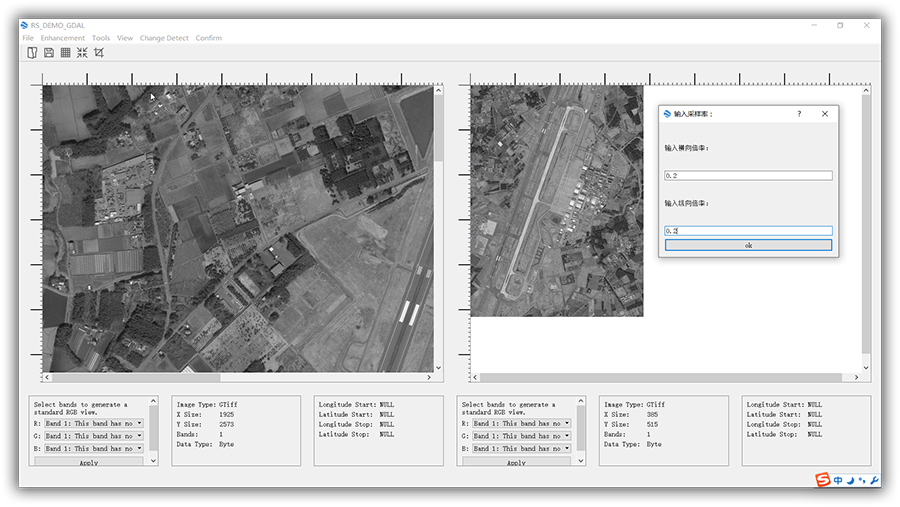 RS_DEMO_GDAL
File Enhancement Tools View Change Detect Confirm
输入采样率：
?
输入横向倍率：
0.2
输入纵向倍率：
0.2
ok
Select bands to generate a
standard RGB view.
R: Band 1: This band has no
G: Band 1: This band has no
B: Band 1: This band has no
Apply
Image Type: GTiff
X Size: 1925
Y Size: 2573
Bands: 1
Data Type: Byte
Longitude Start: NULL
Latitude Start: NULL
Longitude Stop: NULL
Latitude Stop: NULL
Select bands to generate a
standard RGB view.
R: Band 1: This band has no
G: Band 1: This band has no
B: Band 1: This band has no
Apply
Image Type: GTiff
X Size: 385
Y Size: 515
Bands: 1
Data Type: Byte
Longitude Start: NULL
Latitude Start: NULL
Longitude Stop: NULL
Latitude Stop: NULL
S中